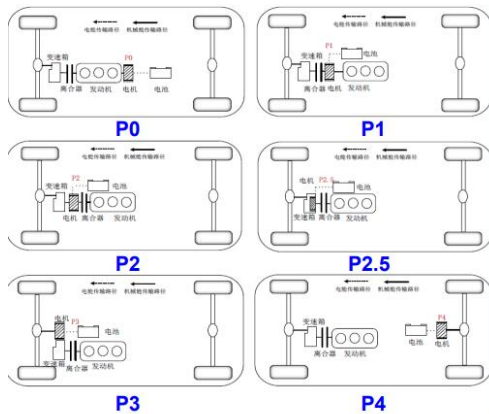 电能传输路径 机械能传输路径
变速箱 P0
离合器 发动机 电机 电池
P0
电能传输路径 机械能传输路径
变速箱 P1 电池
离合器 电机 发动机
P1
电能传输路径 机械能传输路径
变速箱 P2 电池
电机 离合器 发动机
P2
电能传输路径 机械能传输路径
电机 P2.5 电池
变速箱 离合器 发动机
P2.5
电能传输路径 机械能传输路径
电机 P3 电池
变速箱 离合器 发动机
P3
电能传输路径 机械能传输路径
变速箱 P4
离合器 发动机 电池 电机
P4